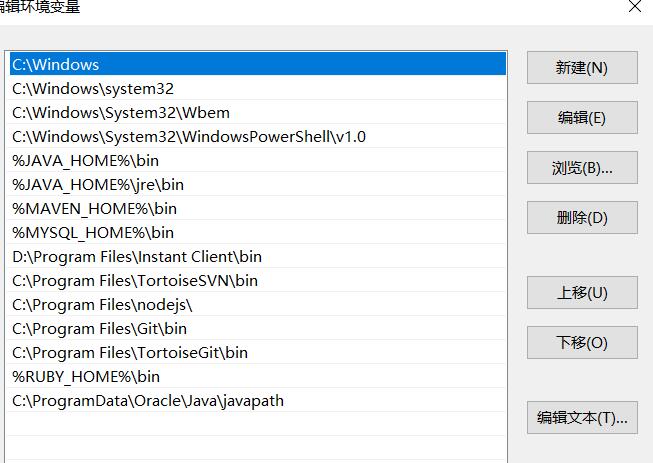 编辑环境变量
C:\Windows
C:\Windows\system32
C:\Windows\System32\Wbem
C:\Windows\System32\WindowsPowerShell\v1.0
%JAVA_HOME%\bin
%JAVA_HOME%\jre\bin
%MAVEN_HOME%\bin
%MYSQL_HOME%\bin
D:\Program Files\Instant Client\bin
C:\Program Files\TortoiseSVN\bin
C:\Program Files\nodejs\
C:\Program Files\Git\bin
C:\Program Files\TortoiseGit\bin
%RUBY_HOME%\bin
C:\ProgramData\Oracle\Java\javapath
新建(N)
编辑(E)
浏览(B)...
删除(D)
上移(U)
下移(O)
编辑文本(T)...